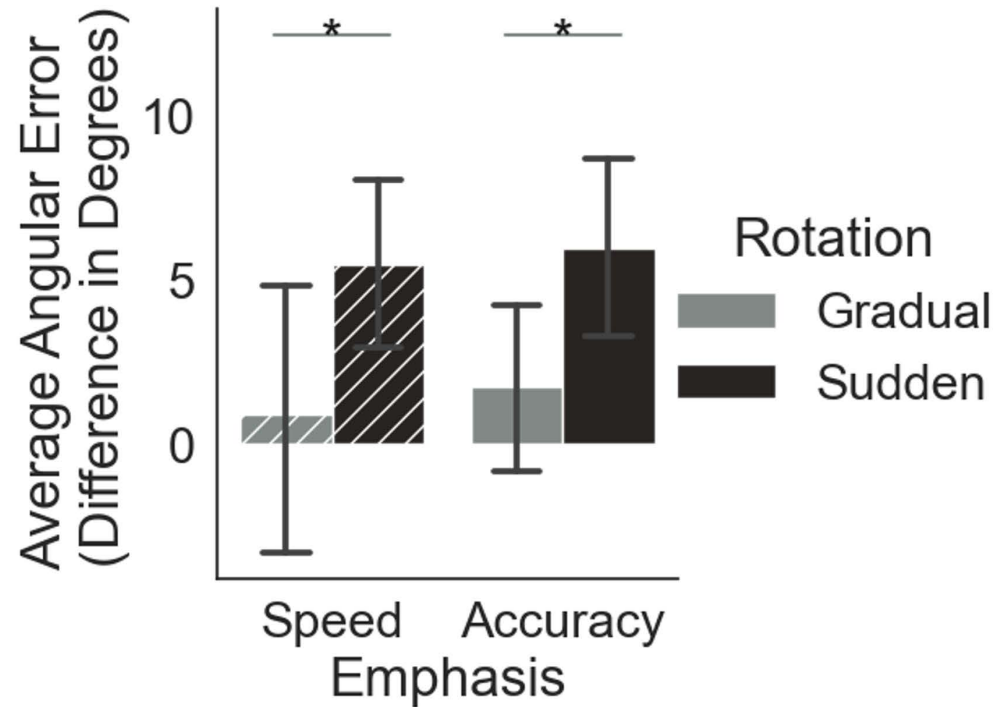 Average Angular Error
(Difference in Degrees)
10
5
0
*
*
Speed
Accuracy
Emphasis
Rotation
Gradual
Sudden